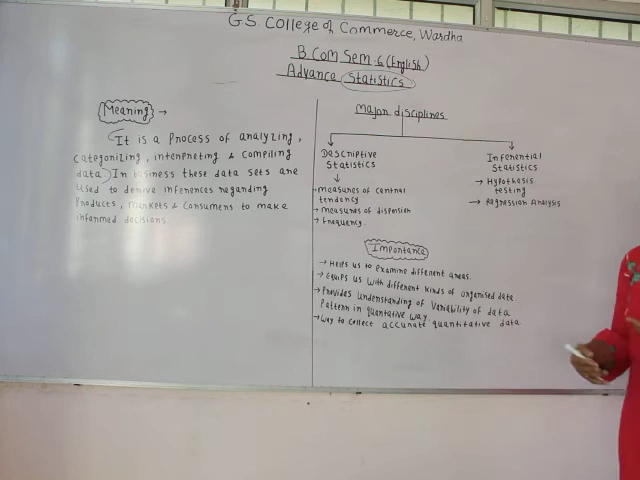 GS College of Commerce, Wardha
B.Com Sem-6 (English)
Advance Statistics
Meaning →
It is a Process of analyzing,
categorizing, interpreting & compiling
data. In business these data sets are
used to derive inferences regarding
Products, markets & consumers to make
informed decisions.
Major disciplines
Descriptive
Statistics
→ measures of central
tendency
→ measures of dispersion
→ Frequency.
Inferential
Statistics
→ Hypothesis
testing
→ Regression Analysis
Importance
→ Helps us to examine different areas.
→ Equips us with different kinds of organised data.
→ Provides understanding of variability of data
Pattern in quantative way.
→ Way to collect accurate quantitative data